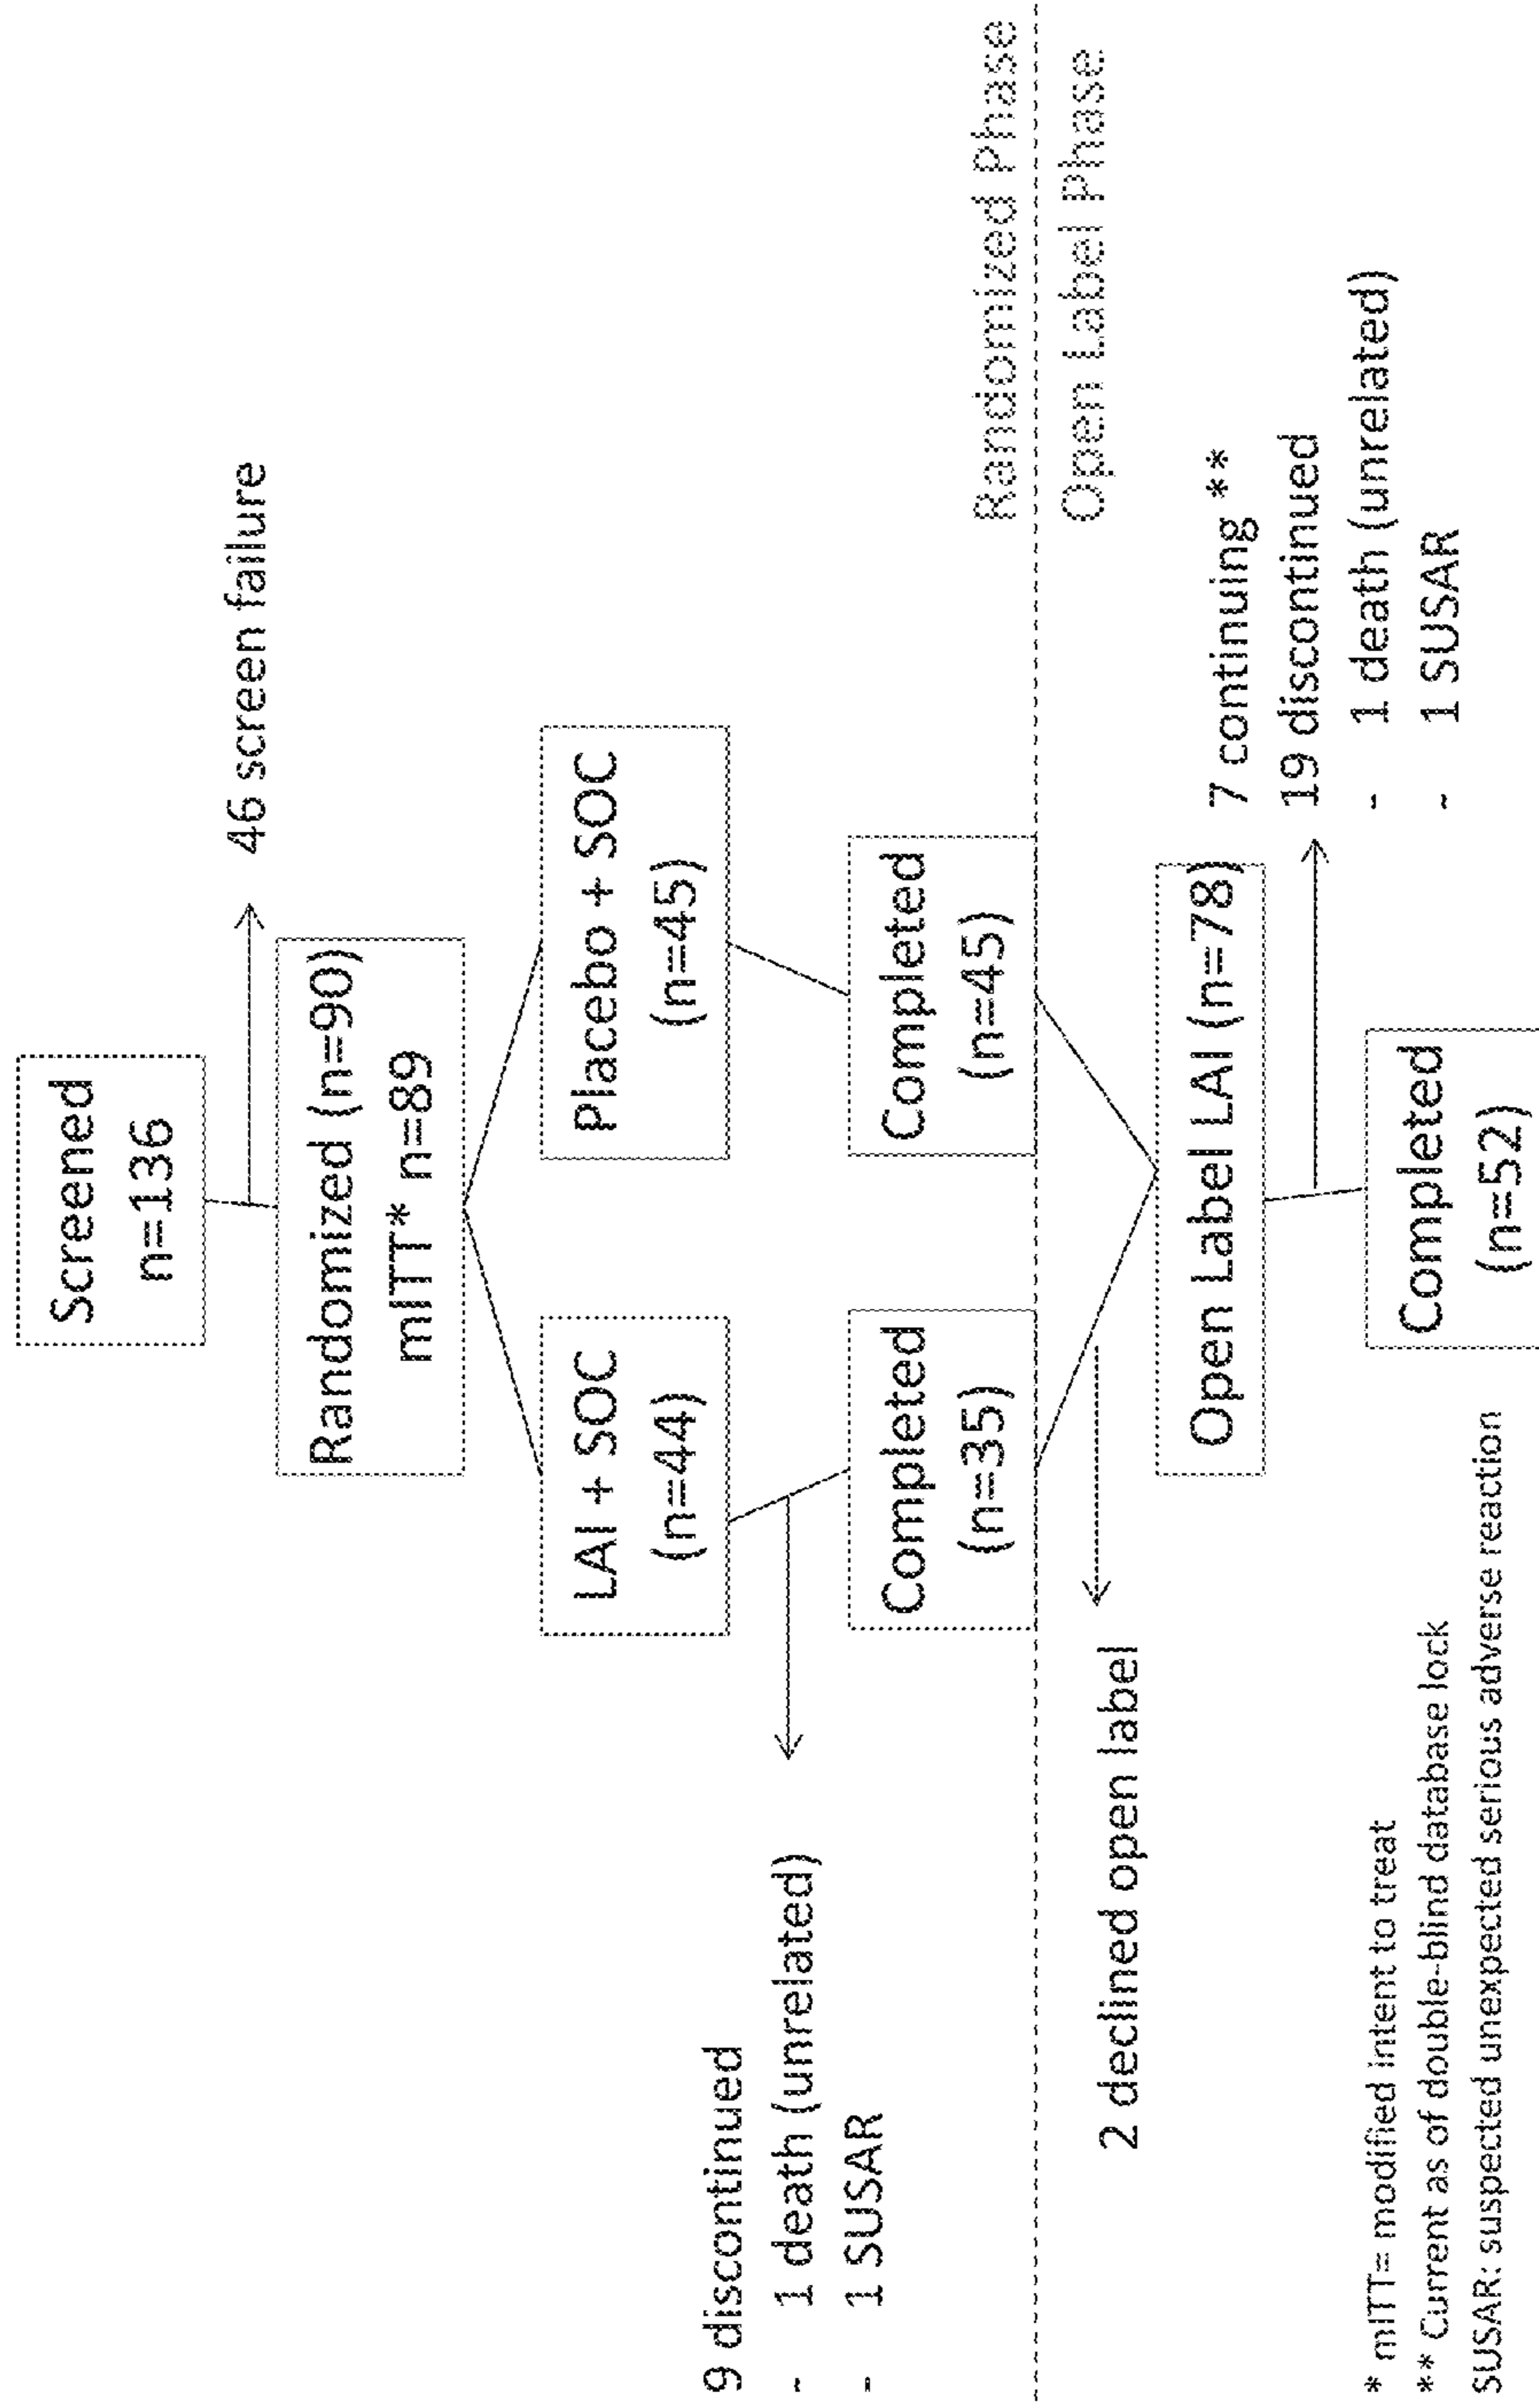 Screened
n=136
46 screen failure
Randomized (n=90)
mITT* n=89
LAI + SOC
(n=44)
Placebo + SOC
(n=45)
9 discontinued
- 1 death (unrelated)
- 1 SUSAR
Completed
(n=35)
Completed
(n=45)
Randomized Phase
Open Label Phase
2 declined open label
Open Label LAI (n=78)
7 continuing **
19 discontinued
- 1 death (unrelated)
- 1 SUSAR
Completed
(n=52)
* mITT= modified intent to treat
** Current as of double-blind database lock
SUSAR: suspected unexpected serious adverse reaction